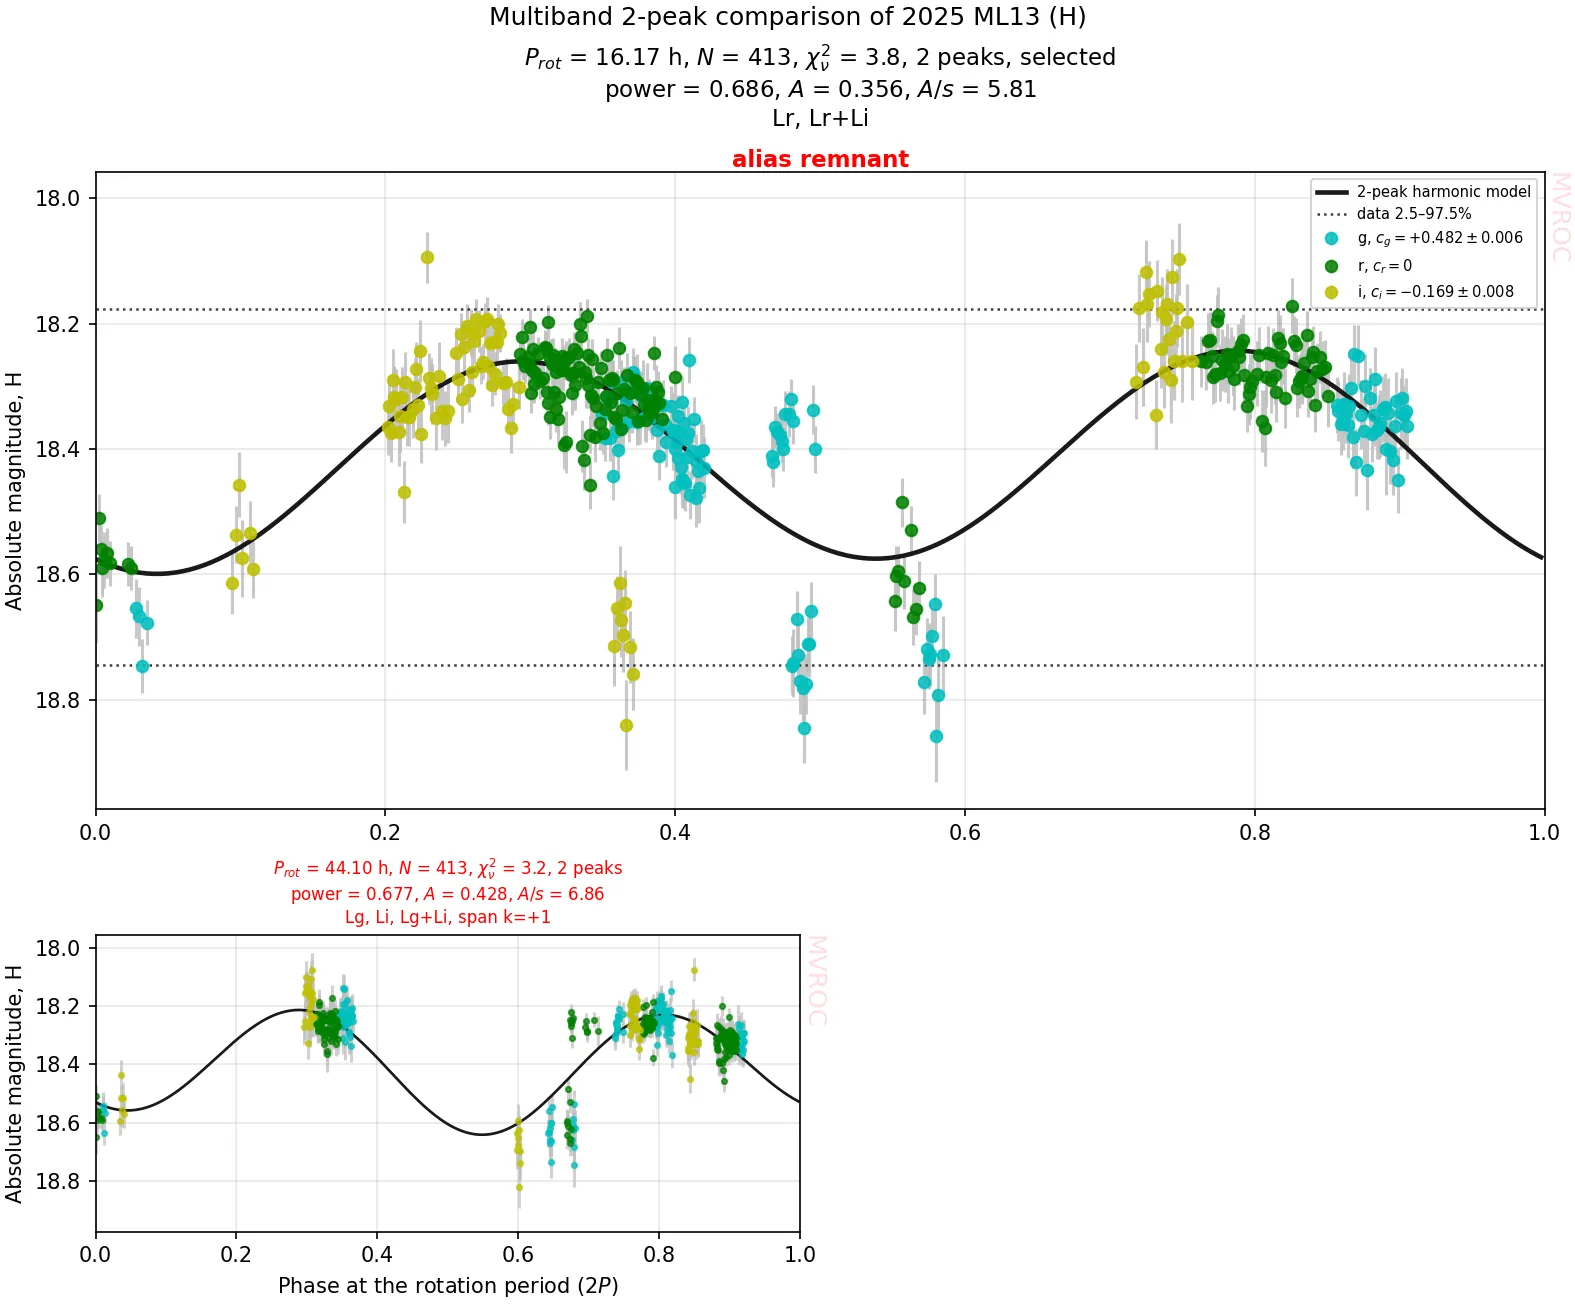 Multiband 2-peak comparison of 2025 ML13 (H)
P_rot = 16.17 h, N = 413, χ²_ν = 3.8, 2 peaks, selected
power = 0.686, A = 0.356, A/s = 5.81
Lr, Lr+Li
alias remnant
2-peak harmonic model
data 2.5–97.5%
g, c_g = +0.482 ± 0.006
r, c_r = 0
i, c_i = −0.169 ± 0.008
MVROC
Absolute magnitude, H
18.0
18.2
18.4
18.6
18.8
0.0 0.2 0.4 0.6 0.8 1.0
P_rot = 44.10 h, N = 413, χ²_ν = 3.2, 2 peaks
power = 0.677, A = 0.428, A/s = 6.86
Lg, Li, Lg+Li, span k=+1
MVROC
Absolute magnitude, H
18.0
18.2
18.4
18.6
18.8
0.0 0.2 0.4 0.6 0.8 1.0
Phase at the rotation period (2P)